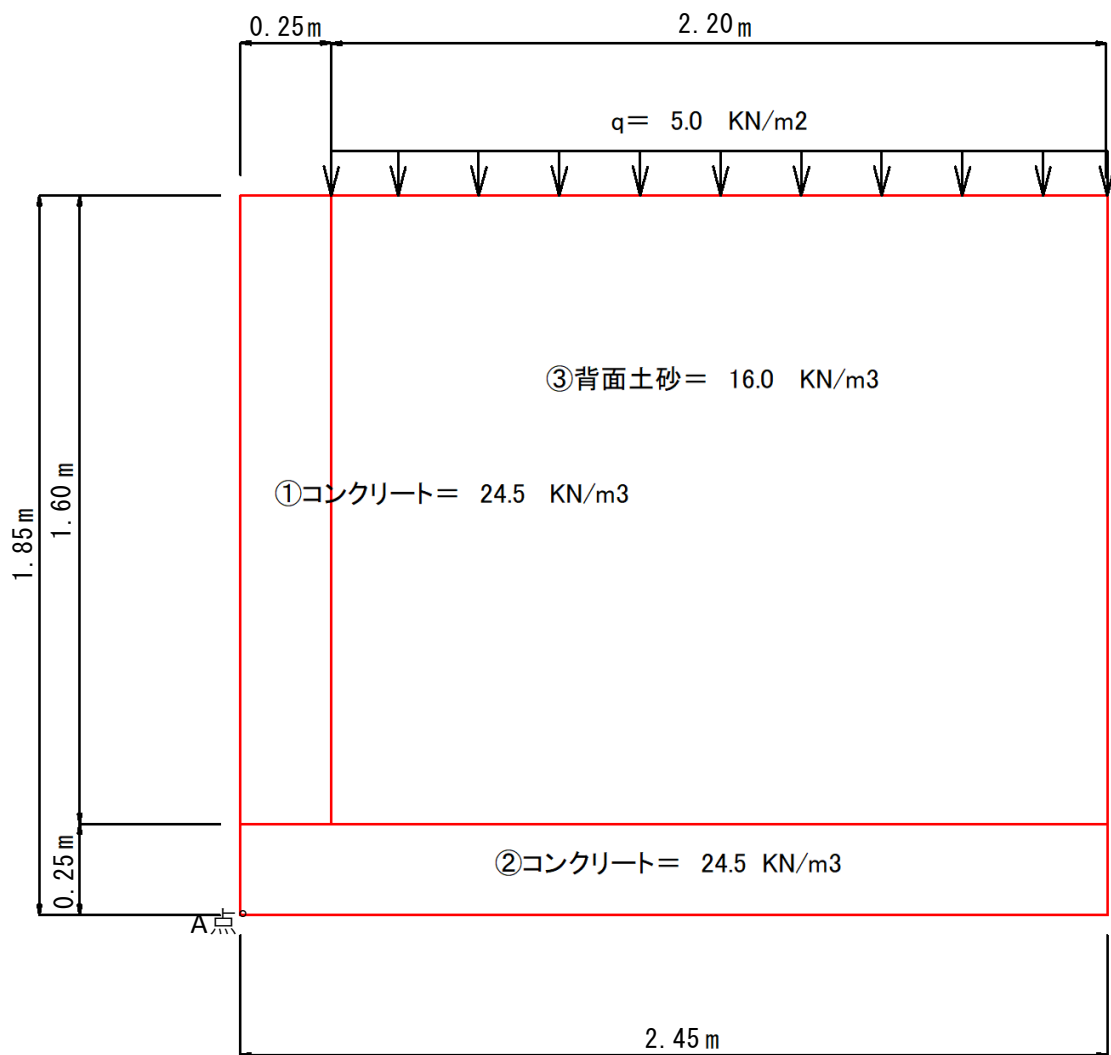 0.25m
2.20m
q＝ 5.0 KN/m2
③背面土砂＝ 16.0 KN/m3
①コンクリート＝ 24.5 KN/m3
1.85m
1.60m
0.25m
②コンクリート＝ 24.5 KN/m3
A点
2.45m